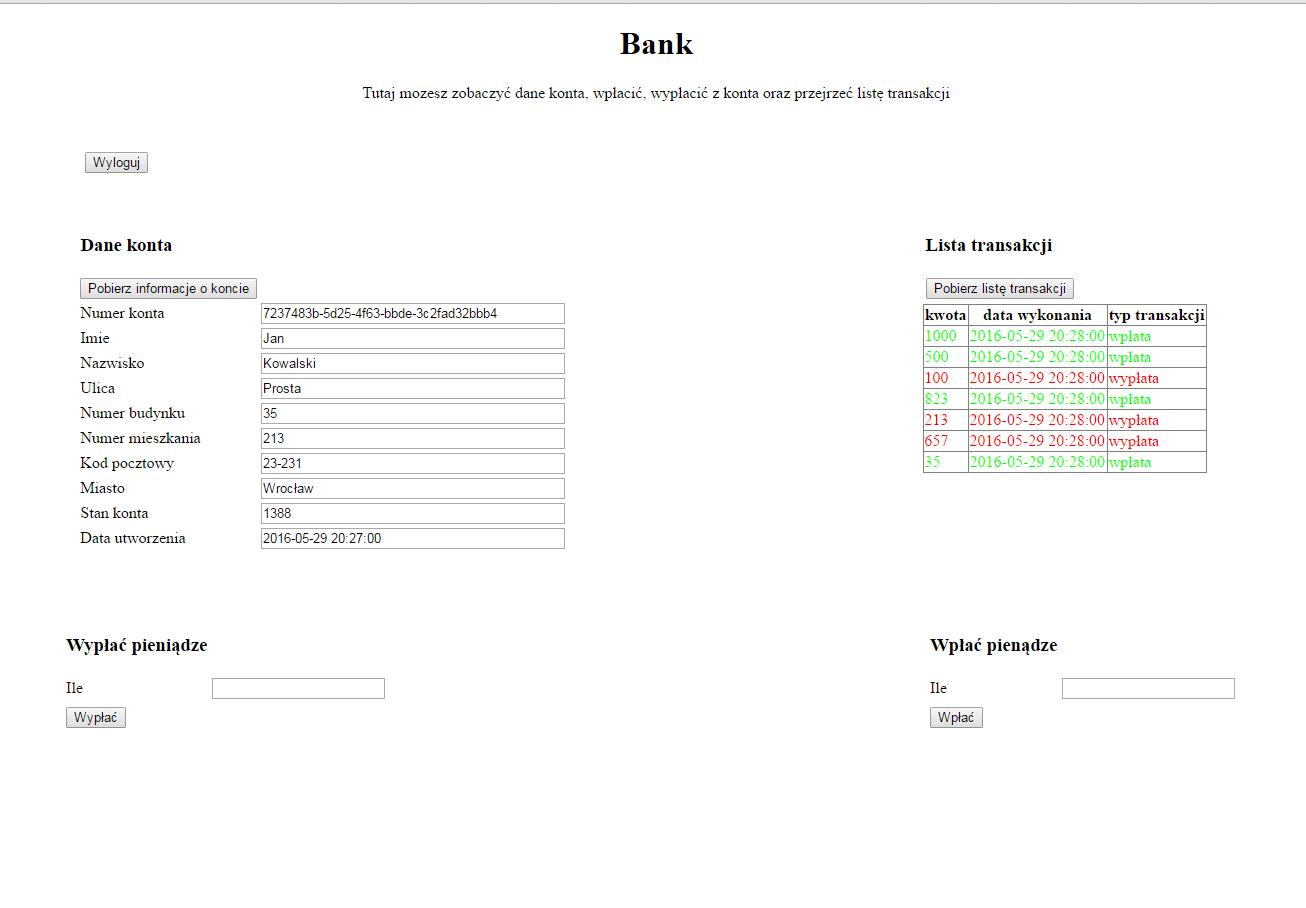 Bank
Tutaj mozesz zobaczyć dane konta, wpłacić, wypłacić z konta oraz przejrzeć listę transakcji
Wyloguj
Dane konta
Pobierz informacje o koncie
Numer konta 7237483b-5d25-4f63-bbde-3c2fad32bbb4
Imie Jan
Nazwisko Kowalski
Ulica Prosta
Numer budynku 35
Numer mieszkania 213
Kod pocztowy 23-231
Miasto Wrocław
Stan konta 1388
Data utworzenia 2016-05-29 20:27:00
Lista transakcji
Pobierz listę transakcji
kwota data wykonania typ transakcji
1000 2016-05-29 20:28:00 wpłata
500 2016-05-29 20:28:00 wpłata
100 2016-05-29 20:28:00 wypłata
823 2016-05-29 20:28:00 wpłata
213 2016-05-29 20:28:00 wypłata
657 2016-05-29 20:28:00 wypłata
35 2016-05-29 20:28:00 wpłata
Wypłać pieniądze
Ile
Wypłać
Wpłać pienądze
Ile
Wpłać